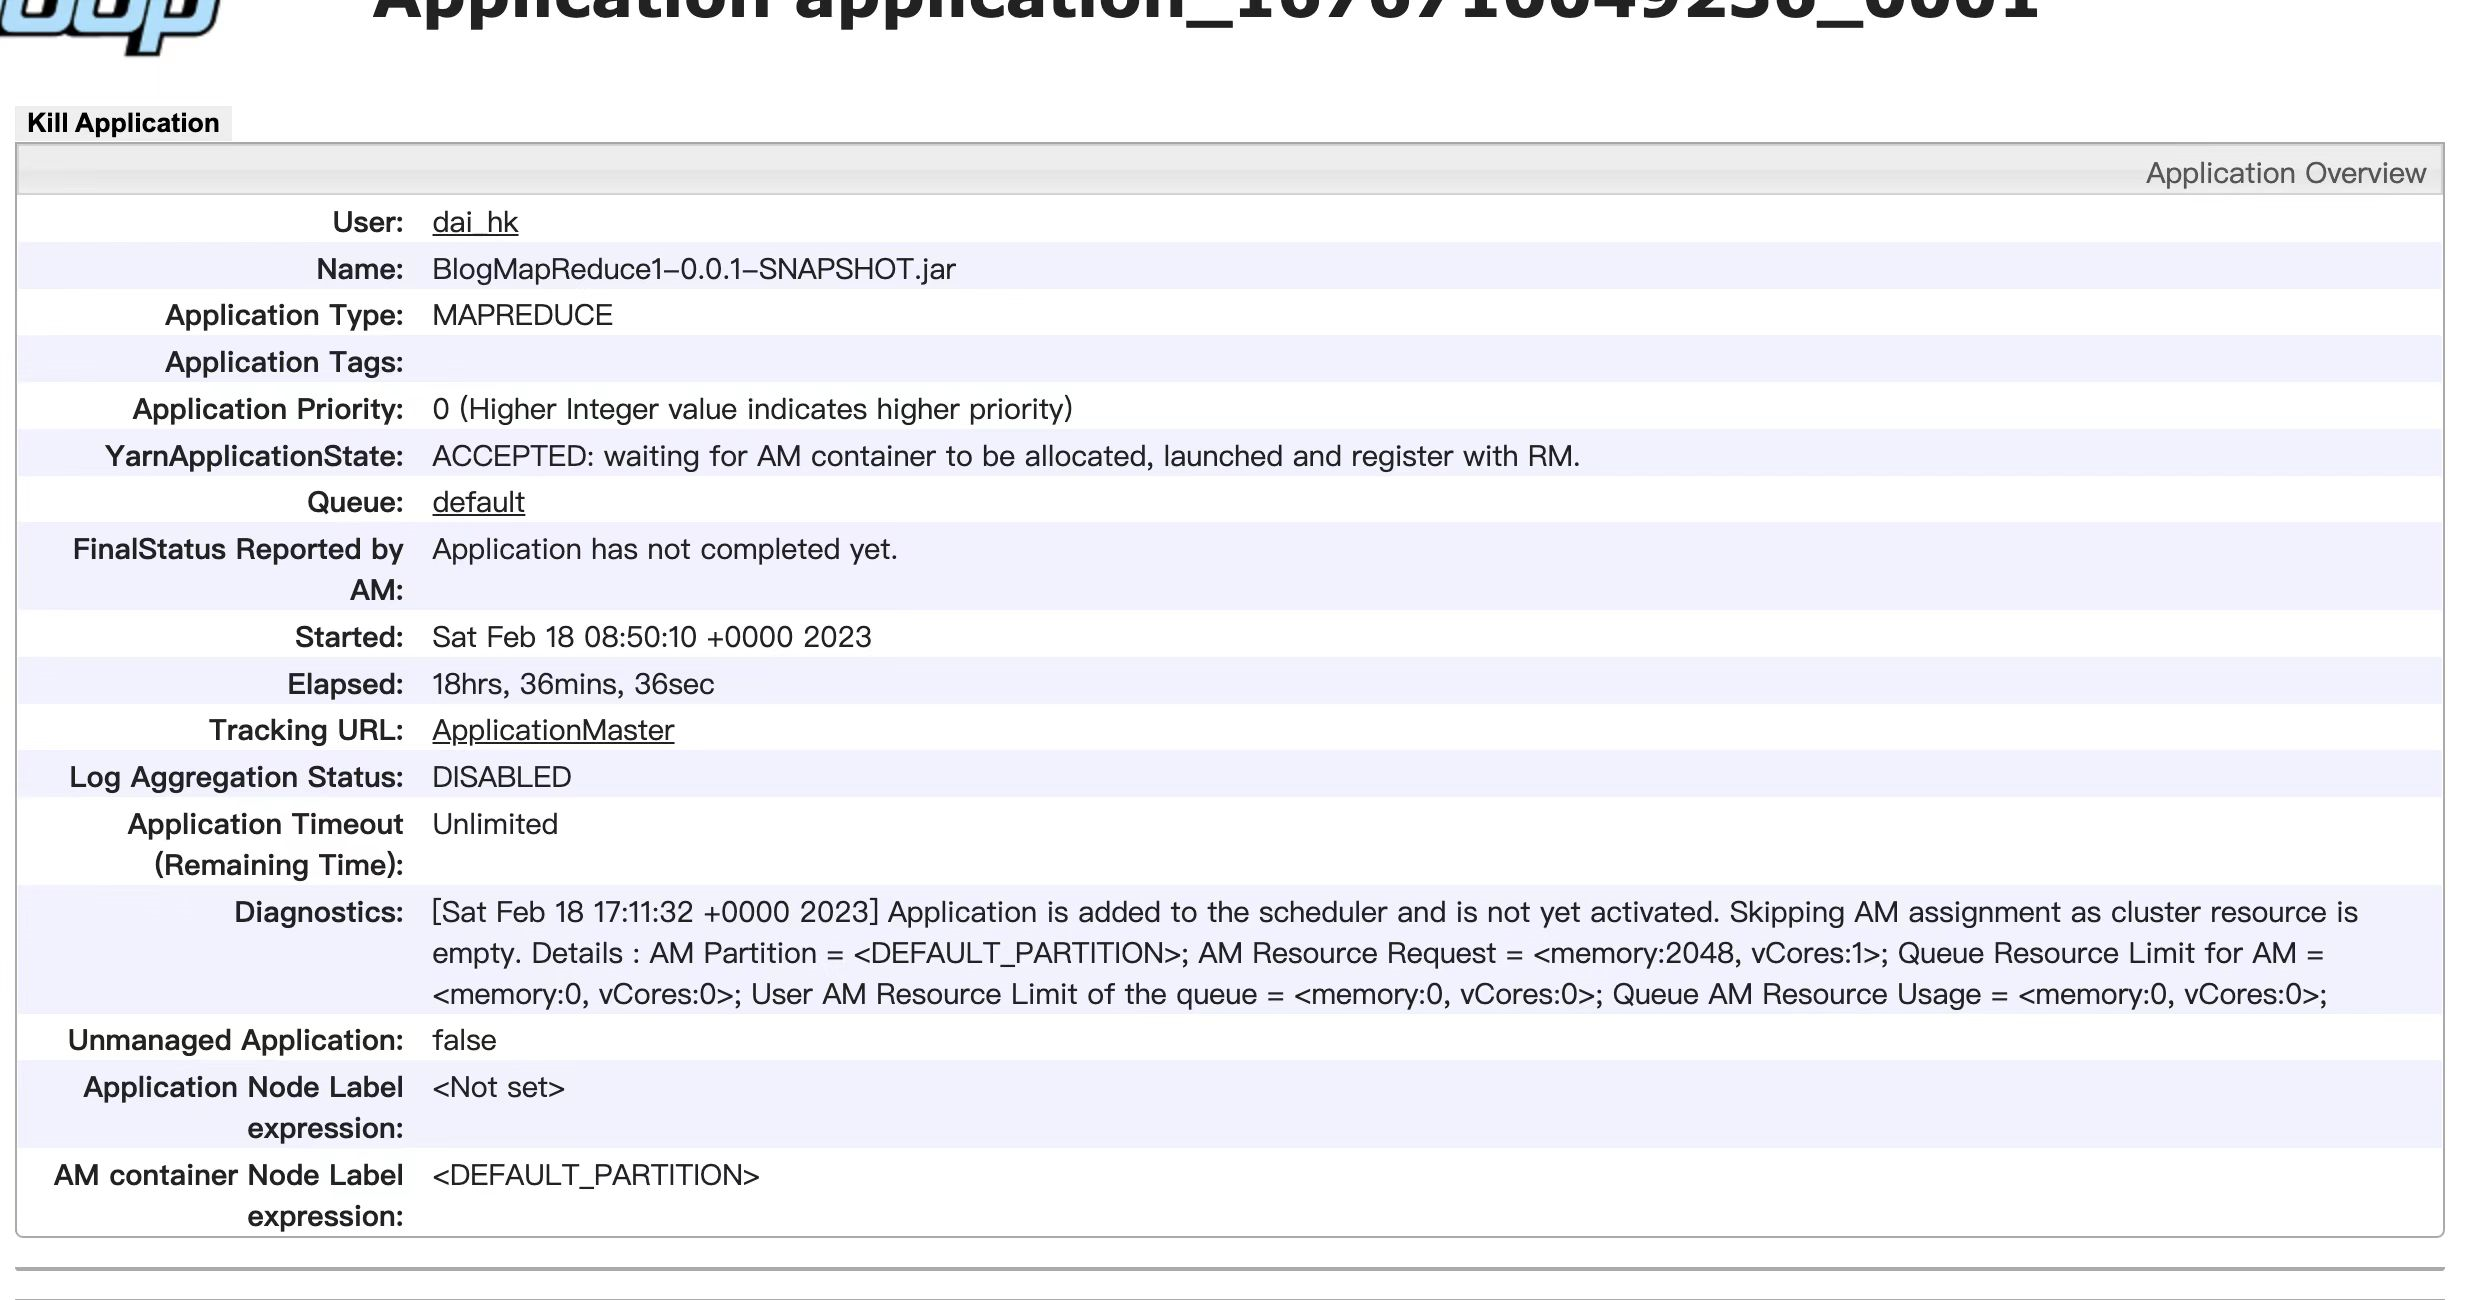 Application application_1676710049236_0001
Kill Application
Application Overview
User: dai_hk
Name: BlogMapReduce1-0.0.1-SNAPSHOT.jar
Application Type: MAPREDUCE
Application Tags:
Application Priority: 0 (Higher Integer value indicates higher priority)
YarnApplicationState: ACCEPTED: waiting for AM container to be allocated, launched and register with RM.
Queue: default
FinalStatus Reported by Application has not completed yet.
AM:
Started: Sat Feb 18 08:50:10 +0000 2023
Elapsed: 18hrs, 36mins, 36sec
Tracking URL: ApplicationMaster
Log Aggregation Status: DISABLED
Application Timeout Unlimited
(Remaining Time):
Diagnostics: [Sat Feb 18 17:11:32 +0000 2023] Application is added to the scheduler and is not yet activated. Skipping AM assignment as cluster resource is
empty. Details : AM Partition = <DEFAULT_PARTITION>; AM Resource Request = <memory:2048, vCores:1>; Queue Resource Limit for AM =
<memory:0, vCores:0>; User AM Resource Limit of the queue = <memory:0, vCores:0>; Queue AM Resource Usage = <memory:0, vCores:0>;
Unmanaged Application: false
Application Node Label <Not set>
expression:
AM container Node Label <DEFAULT_PARTITION>
expression: